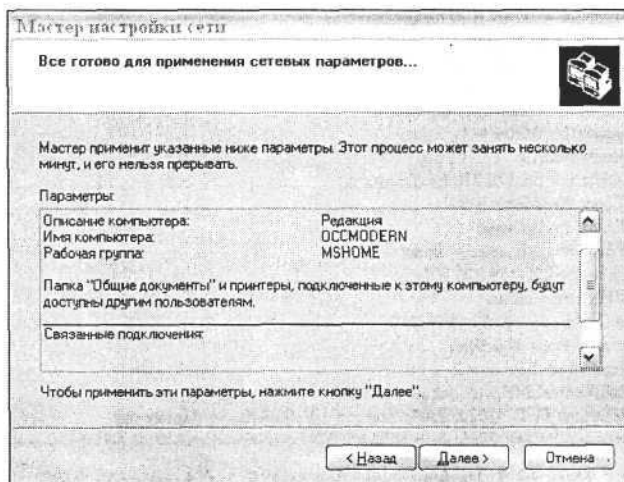 Мастер настройки сети
Все готово для применения сетевых параметров...
Мастер применит указанные ниже параметры. Этот процесс может занять несколько
минут, и его нельзя прерывать.
Параметры:
Описание компьютера: Редакция
Имя компьютера: OCCMODERN
Рабочая группа: MSHOME
Папка "Общие документы" и принтеры, подключенные к этому компьютеру, будут
доступны другим пользователям.
Связанные подключения:
Чтобы применить эти параметры, нажмите кнопку "Далее".
< Назад Далее > Отмена